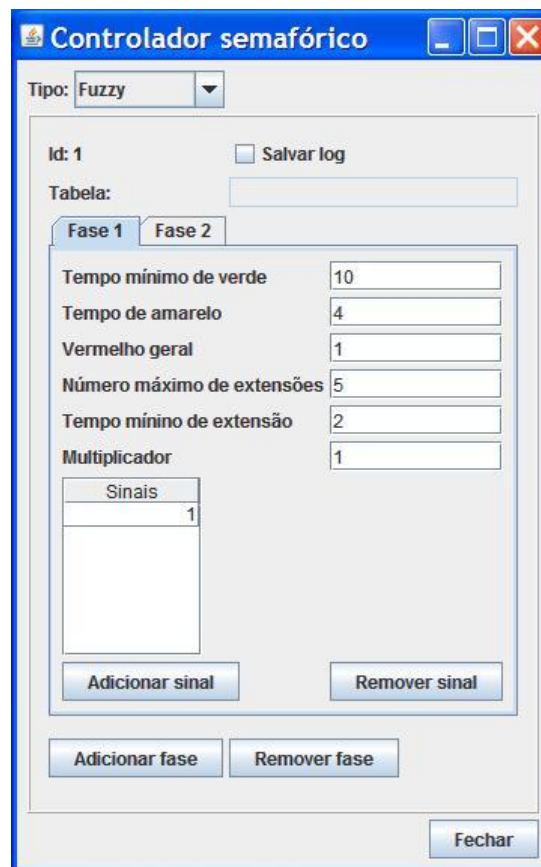 Controlador semafórico
Tipo: Fuzzy
Id: 1 Salvar log
Tabela:
Fase 1 Fase 2
Tempo mínimo de verde 10
Tempo de amarelo 4
Vermelho geral 1
Número máximo de extensões 5
Tempo mínino de extensão 2
Multiplicador 1
Sinais
1
Adicionar sinal Remover sinal
Adicionar fase Remover fase
Fechar